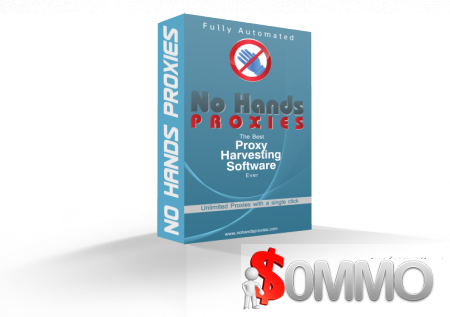 NO HANDS PROXIES
Fully Automated
No Hands
PROXIES
The Best
Proxy
Harvesting
Software
Ever
Unlimited Proxies with a single click
www.nohandsproxies.com
$OMMO